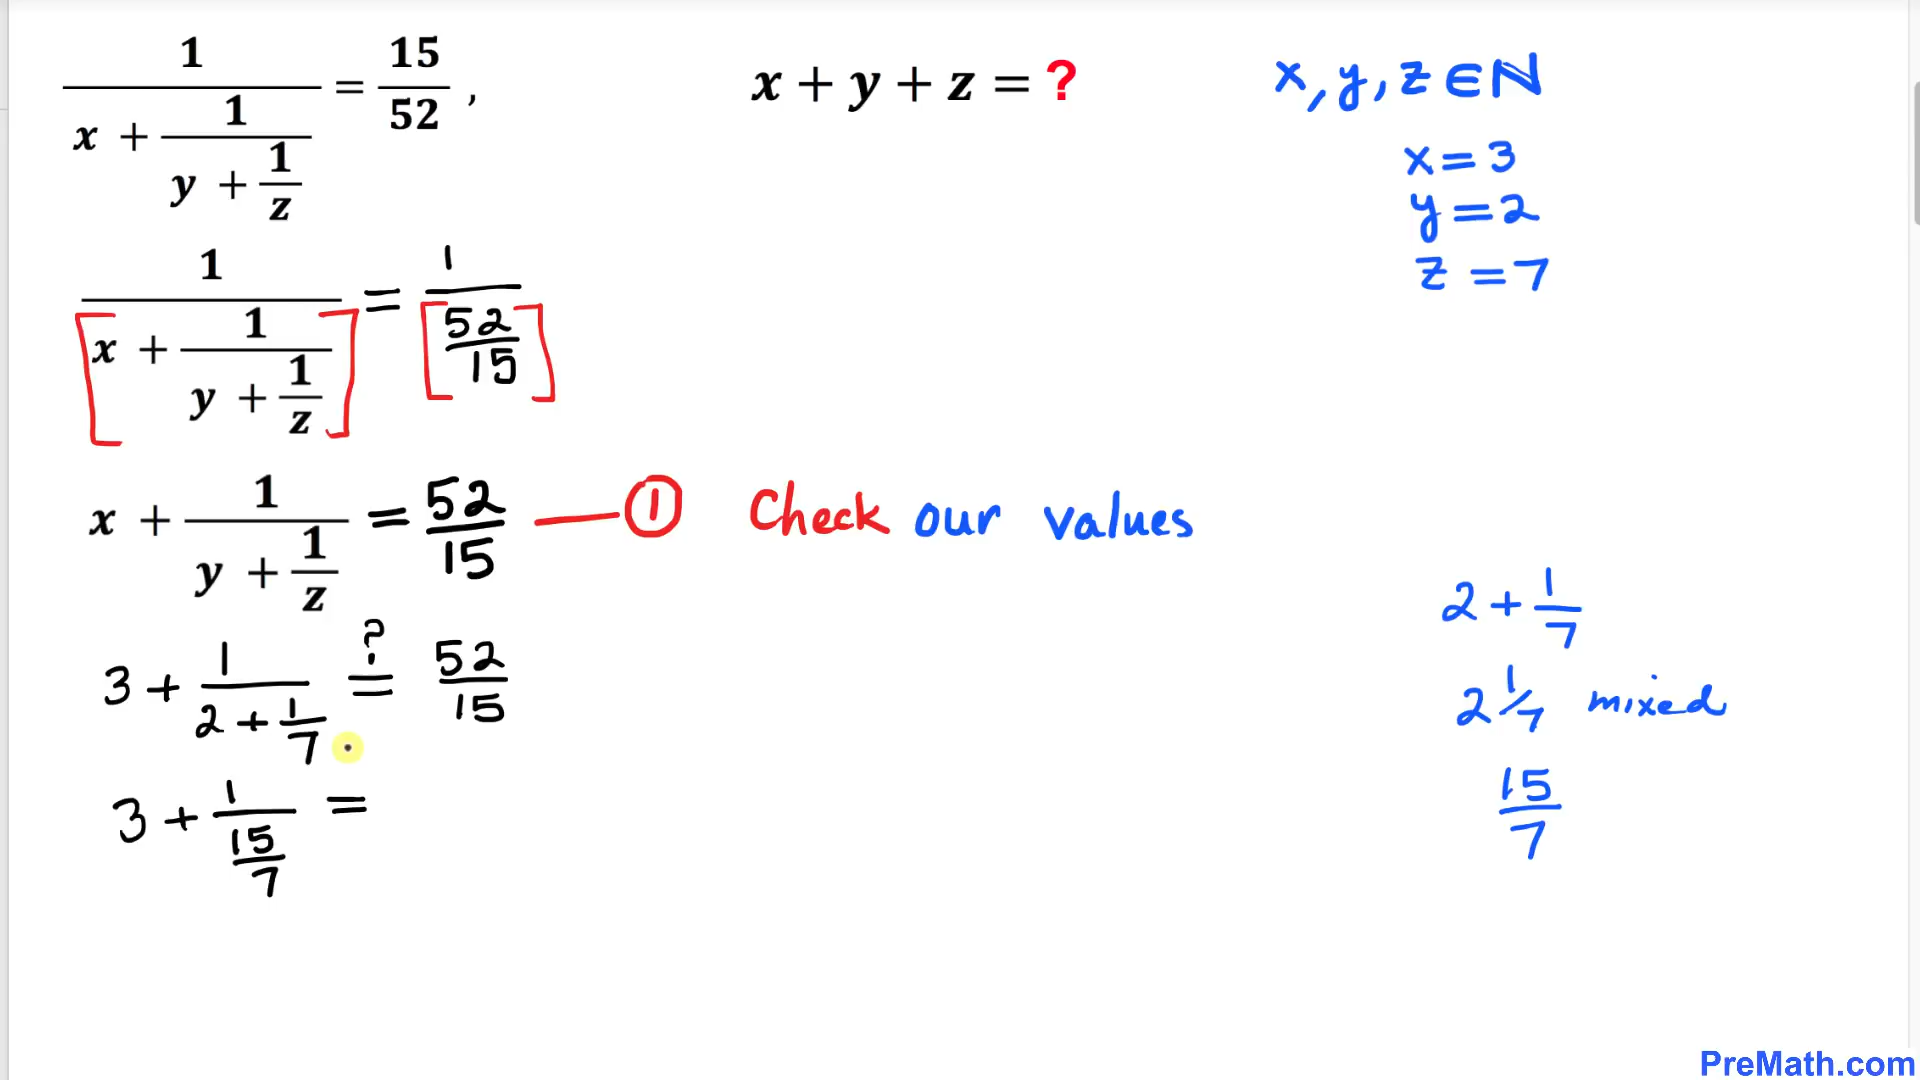 1/(x + 1/(y + 1/z)) = 15/52 ,
x + y + z = ?
x, y, z ∈ ℕ
x = 3
y = 2
z = 7
1/[x + 1/(y + 1/z)] = 1/[52/15]
x + 1/(y + 1/z) = 52/15 — ①
Check our values
3 + 1/(2 + 1/7) ?= 52/15
3 + 1/(15/7) =
2 + 1/7
2 1/7 mixed
15/7
PreMath.com